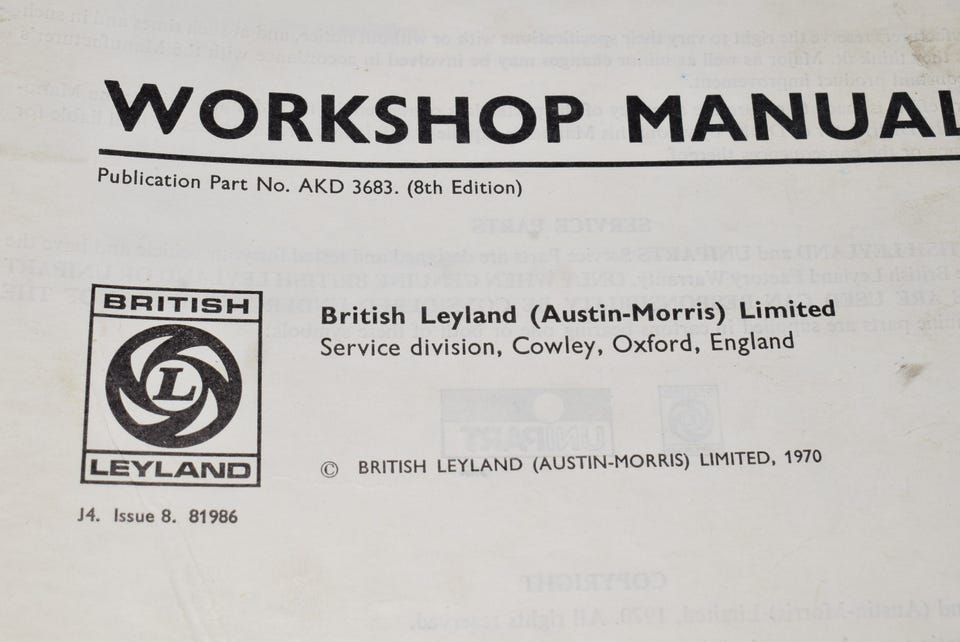 WORKSHOP MANUAL
Publication Part No. AKD 3683. (8th Edition)
BRITISH
L
LEYLAND
British Leyland (Austin-Morris) Limited
Service division, Cowley, Oxford, England
© BRITISH LEYLAND (AUSTIN-MORRIS) LIMITED, 1970
J4. Issue 8. 81986